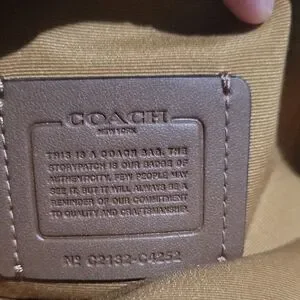 COACH
NEW YORK
THIS IS A COACH BAG. THE
STORYPATCH IS OUR BADGE OF
AUTHENTICITY. FEW PEOPLE MAY
SEE IT, BUT IT WILL ALWAYS BE A
REMINDER OF OUR COMMITMENT
TO QUALITY AND CRAFTSMANSHIP.
Nº C2132-C4252